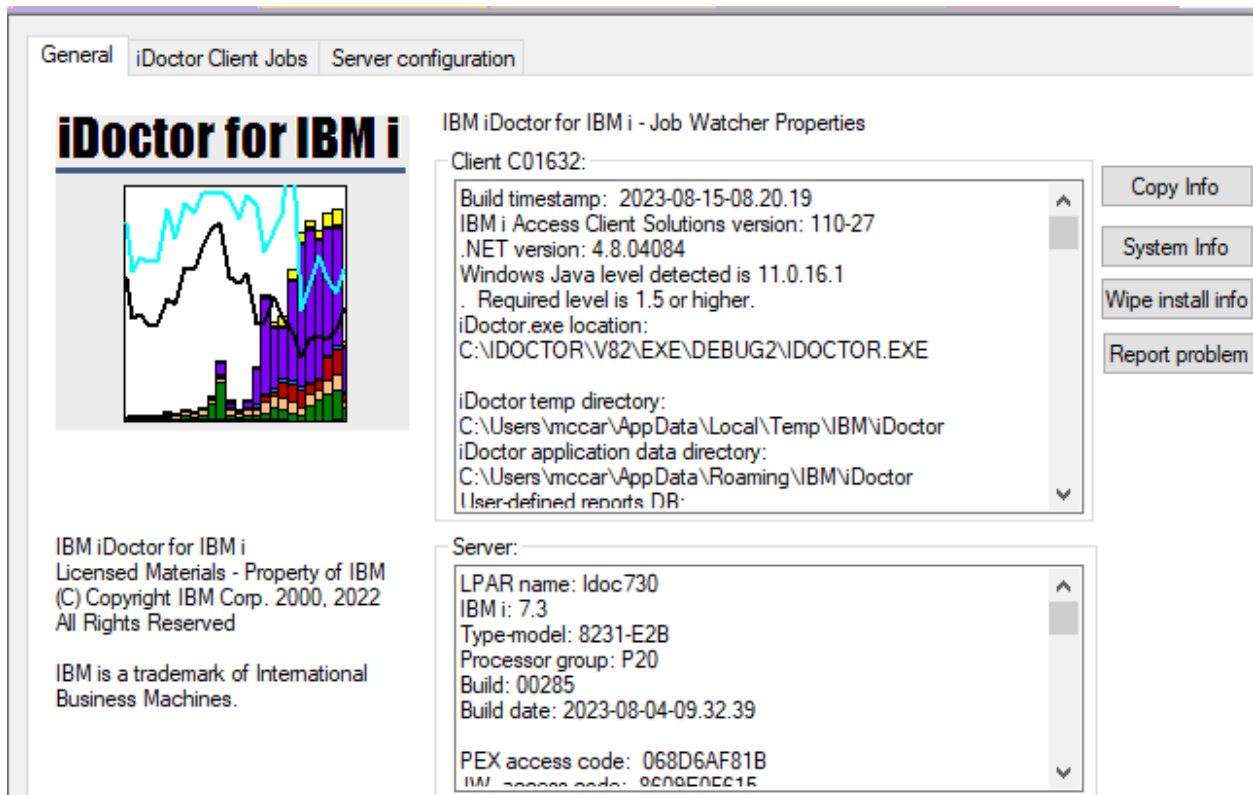 General
iDoctor Client Jobs
Server configuration
iDoctor for IBM i
IBM iDoctor for IBM i - Job Watcher Properties
Client C01632:
Build timestamp:  2023-08-15-08.20.19
IBM i Access Client Solutions version: 110-27
.NET version: 4.8.04084
Windows Java level detected is 11.0.16.1
.  Required level is 1.5 or higher.
iDoctor.exe location:
C:\IDOCTOR\V82\EXE\DEBUG2\IDOCTOR.EXE
iDoctor temp directory:
C:\Users\mccar\AppData\Local\Temp\IBM\iDoctor
iDoctor application data directory:
C:\Users\mccar\AppData\Roaming\IBM\iDoctor
User-defined reports DB:
Copy Info
System Info
Wipe install info
Report problem
IBM iDoctor for IBM i
Licensed Materials - Property of IBM
(C) Copyright IBM Corp. 2000, 2022
All Rights Reserved
IBM is a trademark of International
Business Machines.
Server:
LPAR name: Idoc730
IBM i: 7.3
Type-model: 8231-E2B
Processor group: P20
Build: 00285
Build date: 2023-08-04-09.32.39
PEX access code:  068D6AF81B
JW  access code: